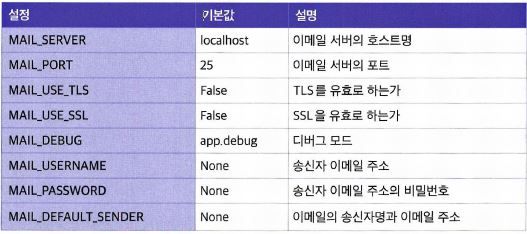 설정 기본값 설명
MAIL_SERVER localhost 이메일 서버의 호스트명
MAIL_PORT 25 이메일 서버의 포트
MAIL_USE_TLS False TLS를 유효로 하는가
MAIL_USE_SSL False SSL을 유효로 하는가
MAIL_DEBUG app.debug 디버그 모드
MAIL_USERNAME None 송신자 이메일 주소
MAIL_PASSWORD None 송신자 이메일 주소의 비밀번호
MAIL_DEFAULT_SENDER None 이메일의 송신자명과 이메일 주소